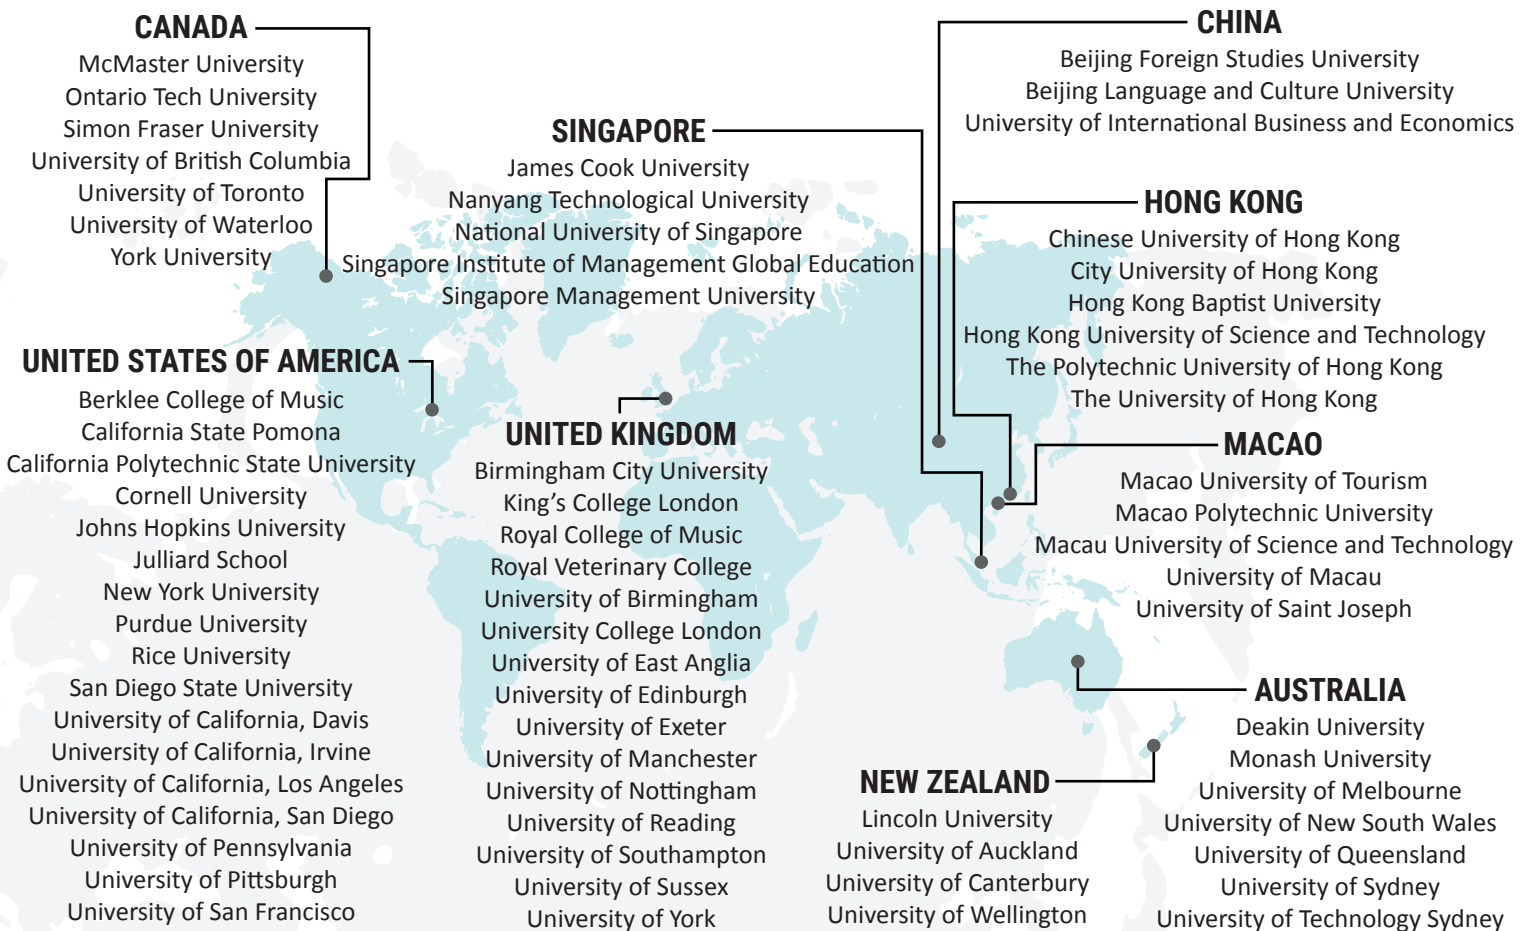 CANADA
McMaster University
Ontario Tech University
Simon Fraser University
University of British Columbia
University of Toronto
University of Waterloo
York University
UNITED STATES OF AMERICA
Berklee College of Music
California State Pomona
California Polytechnic State University
Cornell University
Johns Hopkins University
Julliard School
New York University
Purdue University
Rice University
San Diego State University
University of California, Davis
University of California, Irvine
University of California, Los Angeles
University of California, San Diego
University of Pennsylvania
University of Pittsburgh
University of San Francisco
SINGAPORE
James Cook University
Nanyang Technological University
National University of Singapore
Singapore Institute of Management Global Education
Singapore Management University
UNITED KINGDOM
Birmingham City University
King's College London
Royal College of Music
Royal Veterinary College
University of Birmingham
University College London
University of East Anglia
University of Edinburgh
University of Exeter
University of Manchester
University of Nottingham
University of Reading
University of Southampton
University of Sussex
University of York
CHINA
Beijing Foreign Studies University
Beijing Language and Culture University
University of International Business and Economics
HONG KONG
Chinese University of Hong Kong
City University of Hong Kong
Hong Kong Baptist University
Hong Kong University of Science and Technology
The Polytechnic University of Hong Kong
The University of Hong Kong
MACAO
Macao University of Tourism
Macao Polytechnic University
Macau University of Science and Technology
University of Macau
University of Saint Joseph
AUSTRALIA
Deakin University
Monash University
University of Melbourne
University of New South Wales
University of Queensland
University of Sydney
University of Technology Sydney
NEW ZEALAND
Lincoln University
University of Auckland
University of Canterbury
University of Wellington